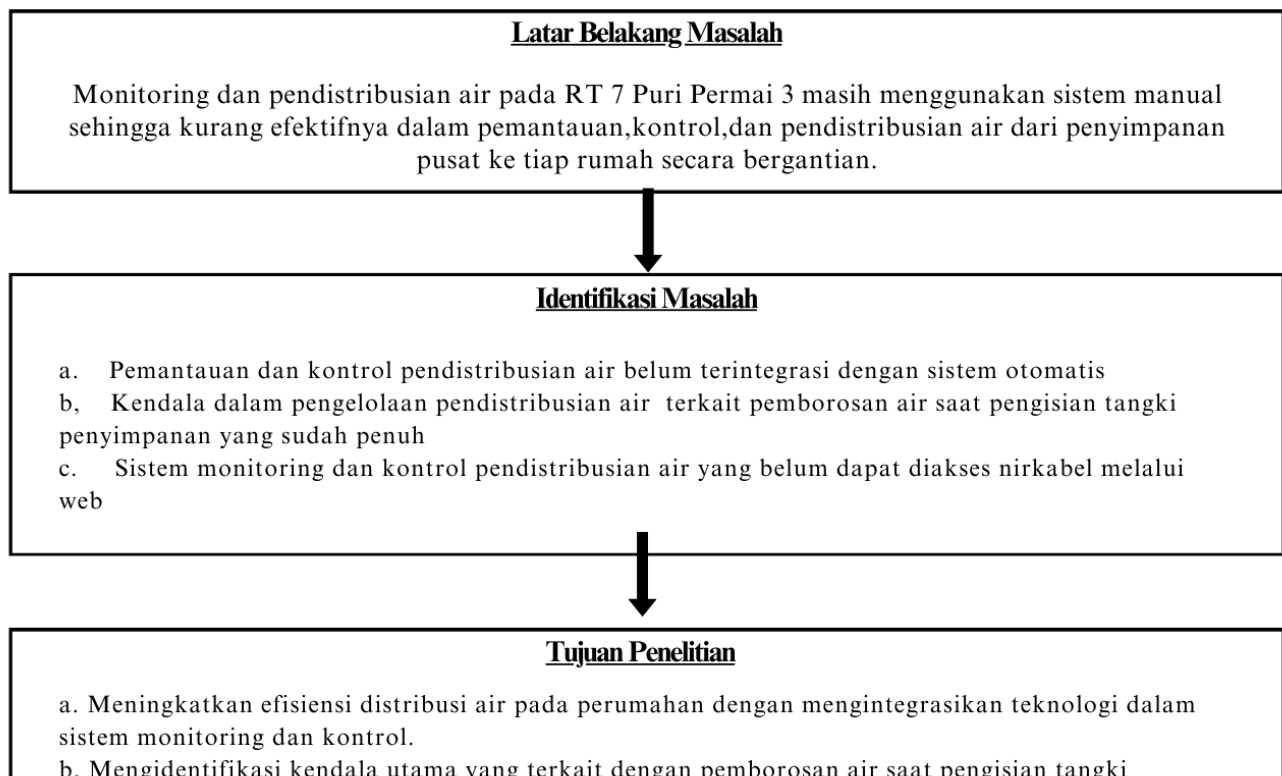 Latar Belakang Masalah
Monitoring dan pendistribusian air pada RT 7 Puri Permai 3 masih menggunakan sistem manual
sehingga kurang efektifnya dalam pemantauan,kontrol,dan pendistribusian air dari penyimpanan
pusat ke tiap rumah secara bergantian.
Identifikasi Masalah
a. Pemantauan dan kontrol pendistribusian air belum terintegrasi dengan sistem otomatis
b, Kendala dalam pengelolaan pendistribusian air terkait pemborosan air saat pengisian tangki
penyimpanan yang sudah penuh
c. Sistem monitoring dan kontrol pendistribusian air yang belum dapat diakses nirkabel melalui
web
Tujuan Penelitian
a. Meningkatkan efisiensi distribusi air pada perumahan dengan mengintegrasikan teknologi dalam
sistem monitoring dan kontrol.
b. Mengidentifikasi kendala utama yang terkait dengan pemborosan air saat pengisian tangki